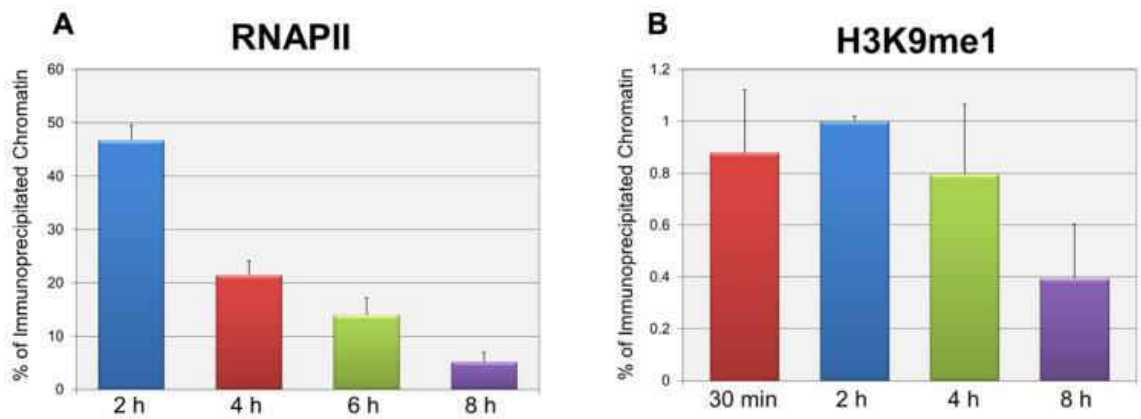 A
RNAPII
% of Immunoprecipitated Chromatin
60
50
40
30
20
10
0
2 h
4 h
6 h
8 h
B
H3K9me1
% of Immunoprecipitated Chromatin
1.2
1
0.8
0.6
0.4
0.2
0
30 min
2 h
4 h
8 h